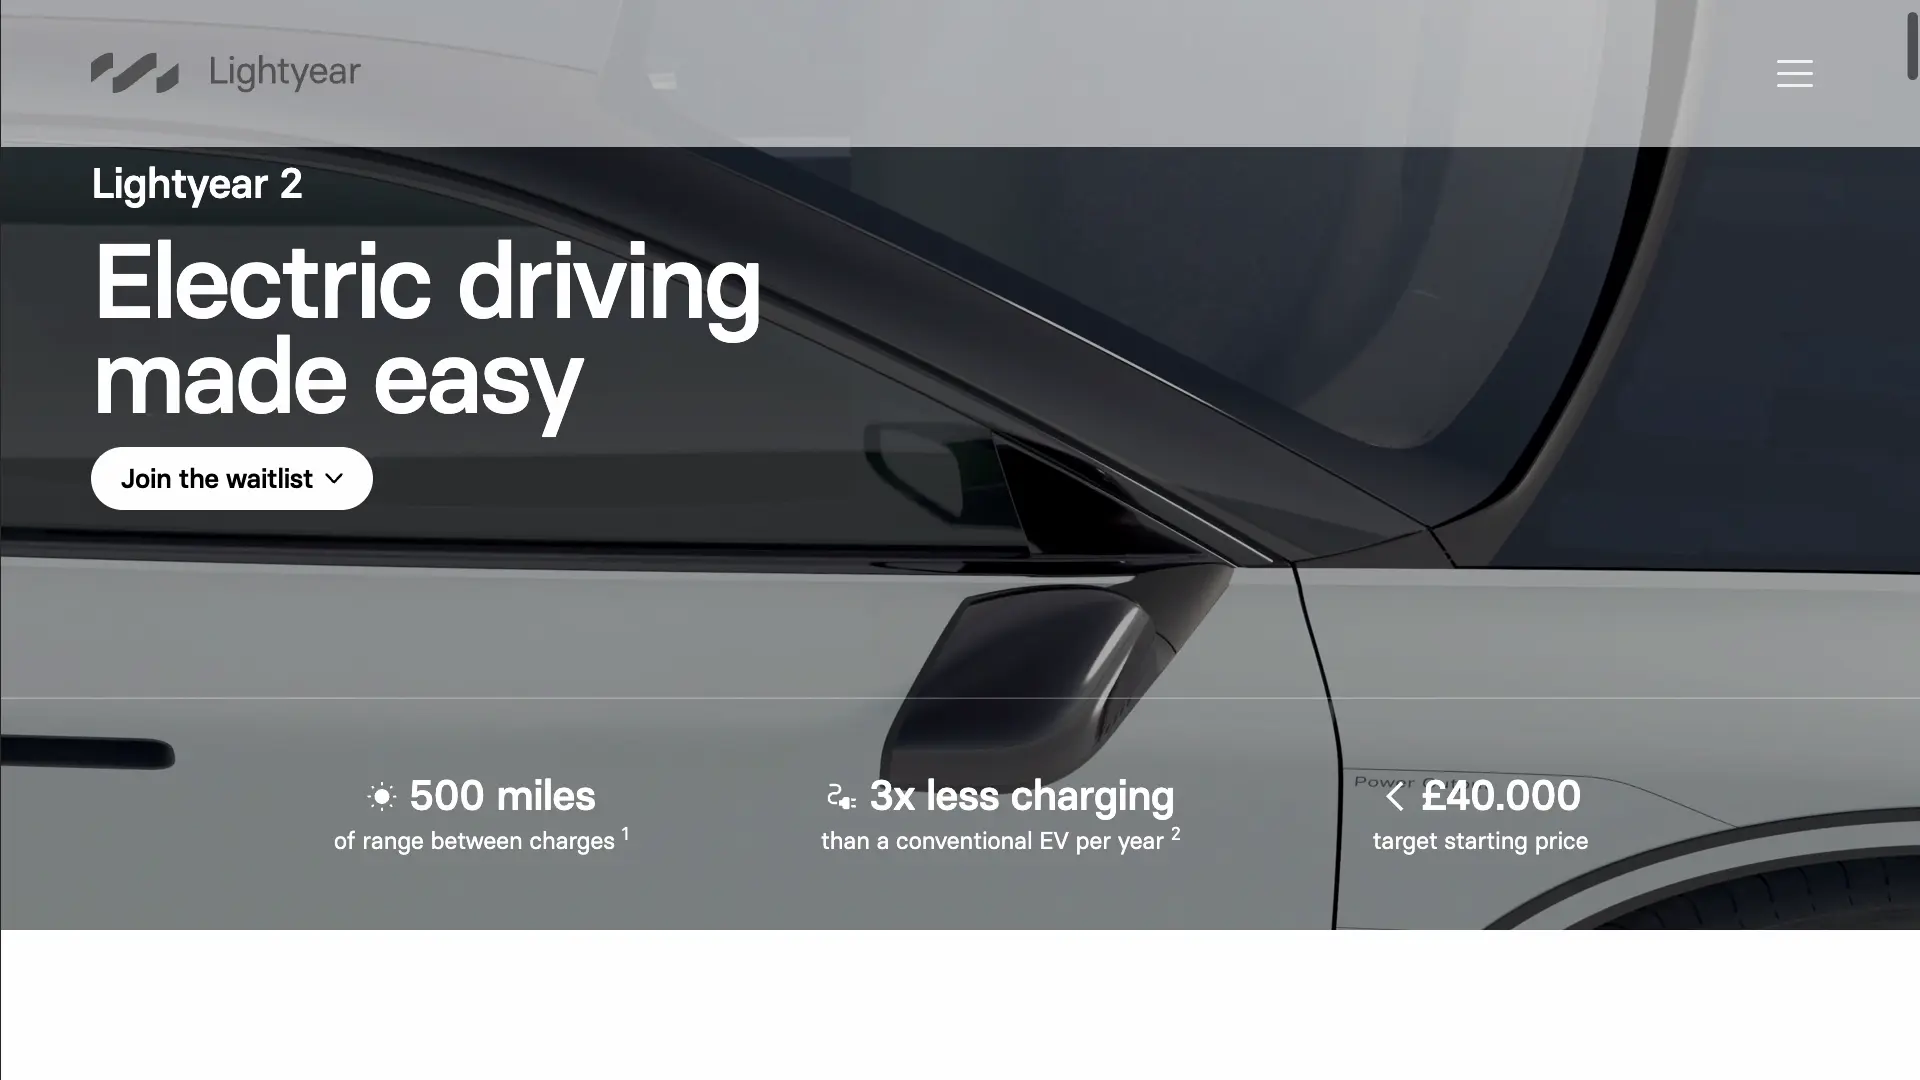 Lightyear
Lightyear 2
Electric driving
made easy
Join the waitlist
500 miles
of range between charges 1
3x less charging
than a conventional EV per year 2
Power
< £40.000
target starting price